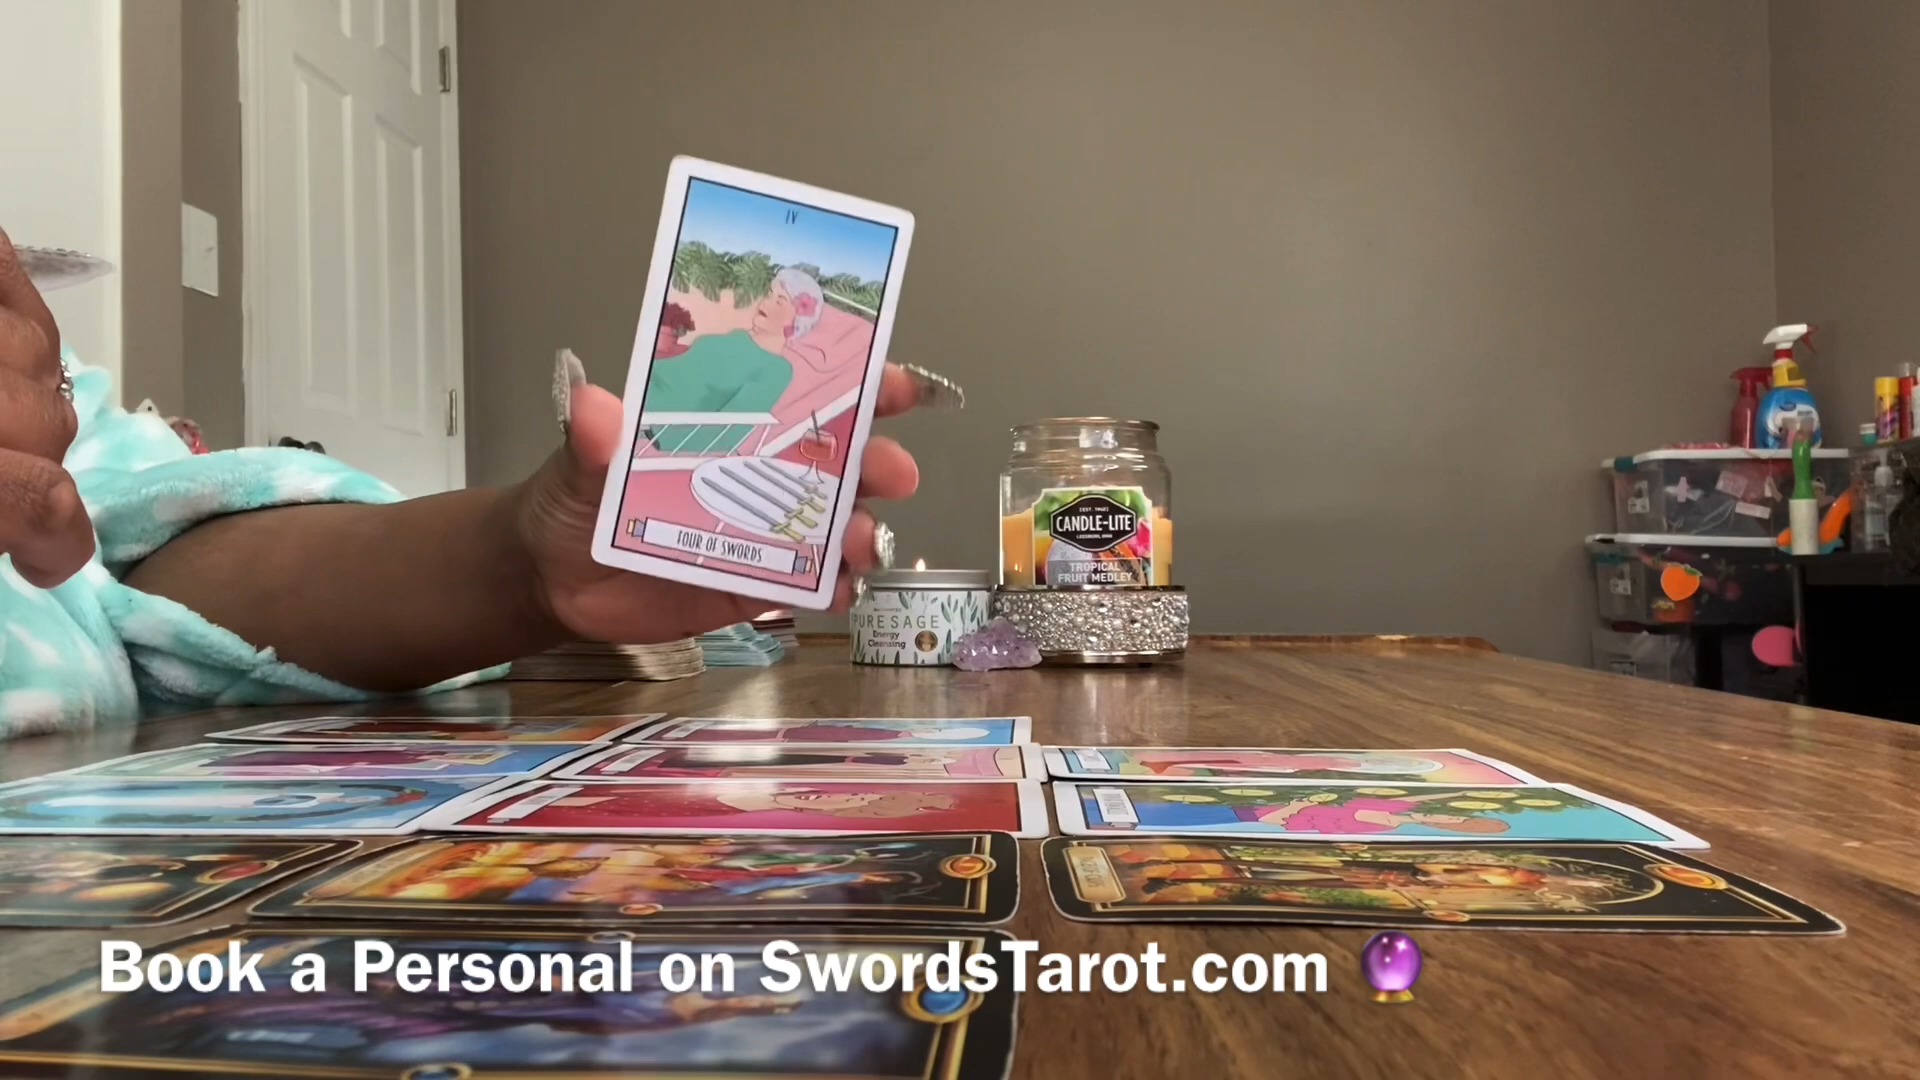 IV
FOUR OF SWORDS
EST. 1840
CANDLE-LITE
TROPICAL
FRUIT MEDLEY
PURE SAGE
Energy
Cleansing
Book a Personal on SwordsTarot.com